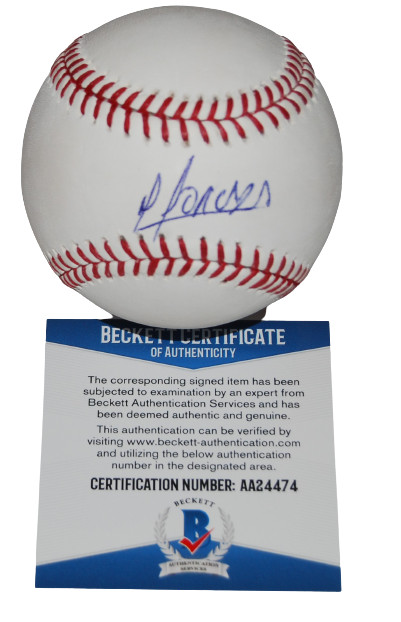 BECKETT CERTIFICATE
OF AUTHENTICITY
The corresponding signed item has been
subjected to examination by an expert from
Beckett Authentication Services and has
been deemed authentic and genuine.
This authentication can be verified by
visiting www.beckett-authentication.com
and utilizing the below authentication
number in the designated area.
CERTIFICATION NUMBER: AA24474
BECKETT
B
AUTHENTICATION
SERVICES